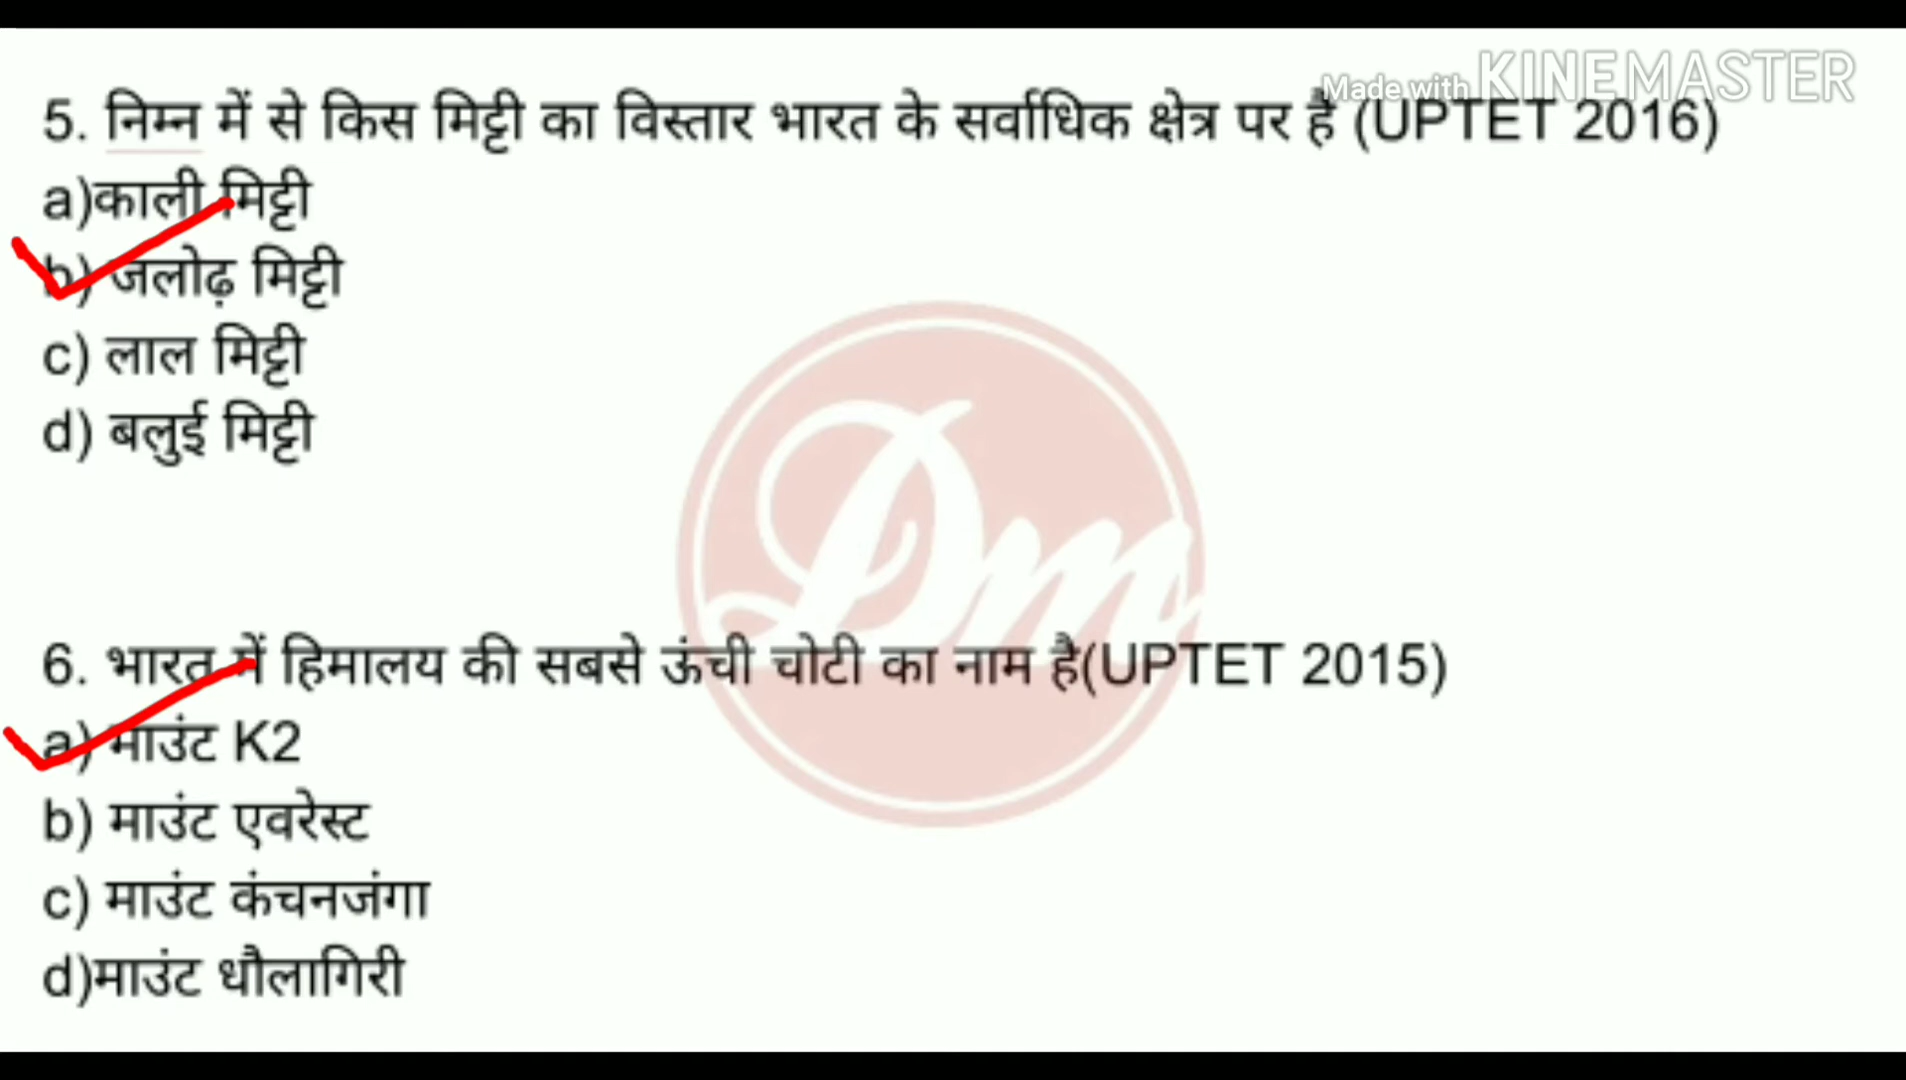 Made with KINEMASTER
5. निम्न में से किस मिट्टी का विस्तार भारत के सर्वाधिक क्षेत्र पर है (UPTET 2016)
a)काली मिट्टी
b) जलोढ़ मिट्टी
c) लाल मिट्टी
d) बलुई मिट्टी
Dm
6. भारत में हिमालय की सबसे ऊंची चोटी का नाम है(UPTET 2015)
a) माउंट K2
b) माउंट एवरेस्ट
c) माउंट कंचनजंगा
d)माउंट धौलागिरी